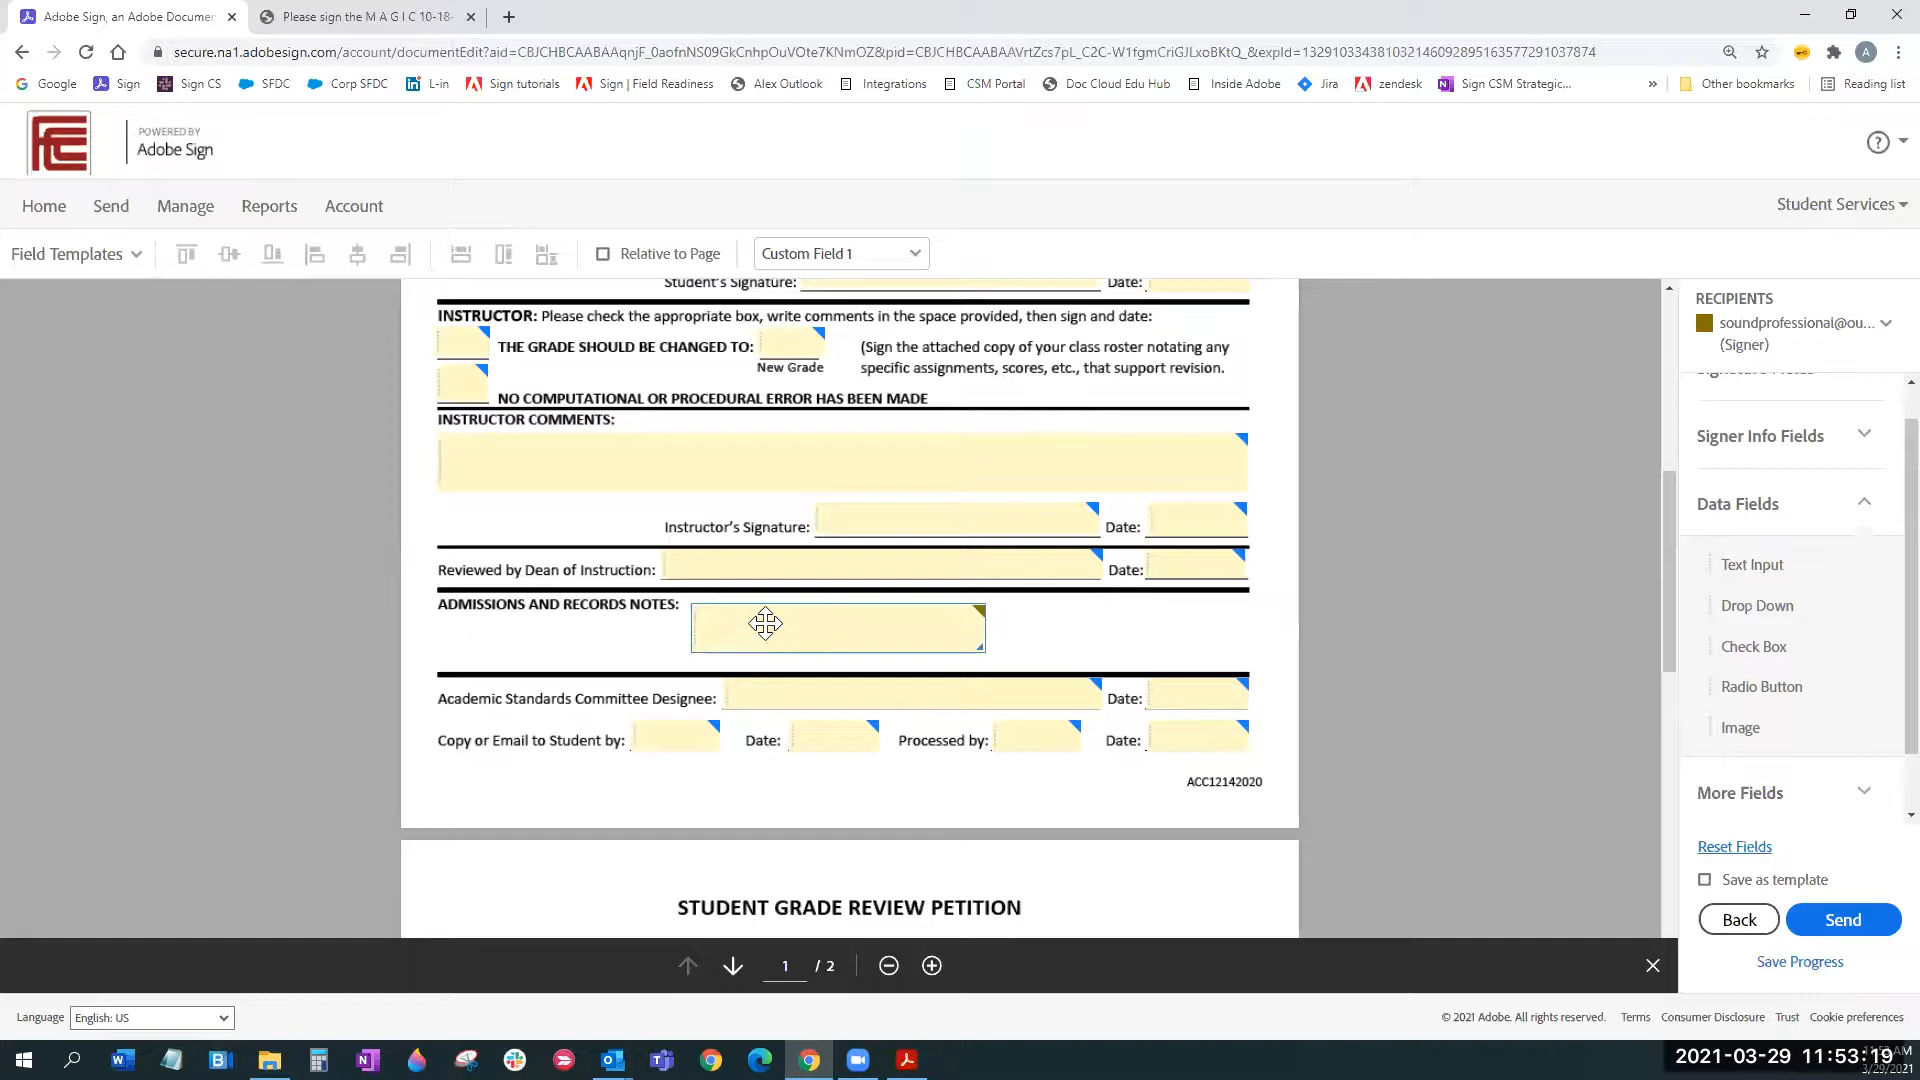 Adobe Sign, an Adobe Documen
Please sign the M A G I C 10-18-
secure.na1.adobesign.com/account/documentEdit?aid=CBJCHBCAABAAqnjF_0aofnNS09GkCnhpOuVOte7KNmOZ&pid=CBJCHBCAABAAVrtZcs7pL_C2C-W1fgmCriGJLxoBKtQ_&expId=1329103343810321460928951635772910378​74
A
Google
Sign
Sign CS
SFDC
Corp SFDC
L-in
Sign tutorials
Sign | Field Readiness
Alex Outlook
Integrations
CSM Portal
Doc Cloud Edu Hub
Inside Adobe
Jira
zendesk
Sign CSM Strategic...
»
Other bookmarks
Reading list
POWERED BY
Adobe Sign
Home
Send
Manage
Reports
Account
Student Services
Field Templates
Relative to Page
Custom Field 1
Student's Signature:
Date:
INSTRUCTOR: Please check the appropriate box, write comments in the space provided, then sign and date:
THE GRADE SHOULD BE CHANGED TO:
New Grade
(Sign the attached copy of your class roster notating any
specific assignments, scores, etc., that support revision.
NO COMPUTATIONAL OR PROCEDURAL ERROR HAS BEEN MADE
INSTRUCTOR COMMENTS:
Instructor's Signature:
Date:
Reviewed by Dean of Instruction:
Date:
ADMISSIONS AND RECORDS NOTES:
Academic Standards Committee Designee:
Date:
Copy or Email to Student by:
Date:
Processed by:
Date:
ACC12142020
STUDENT GRADE REVIEW PETITION
RECIPIENTS
soundprofessional@ou...
(Signer)
Signer Info Fields
Data Fields
Text Input
Drop Down
Check Box
Radio Button
Image
More Fields
Reset Fields
Save as template
Back
Send
Save Progress
1 / 2
Language
English: US
© 2021 Adobe. All rights reserved.
Terms
Consumer Disclosure
Trust
Cookie preferences
2021-03-29 11:53:19
3/29/2021